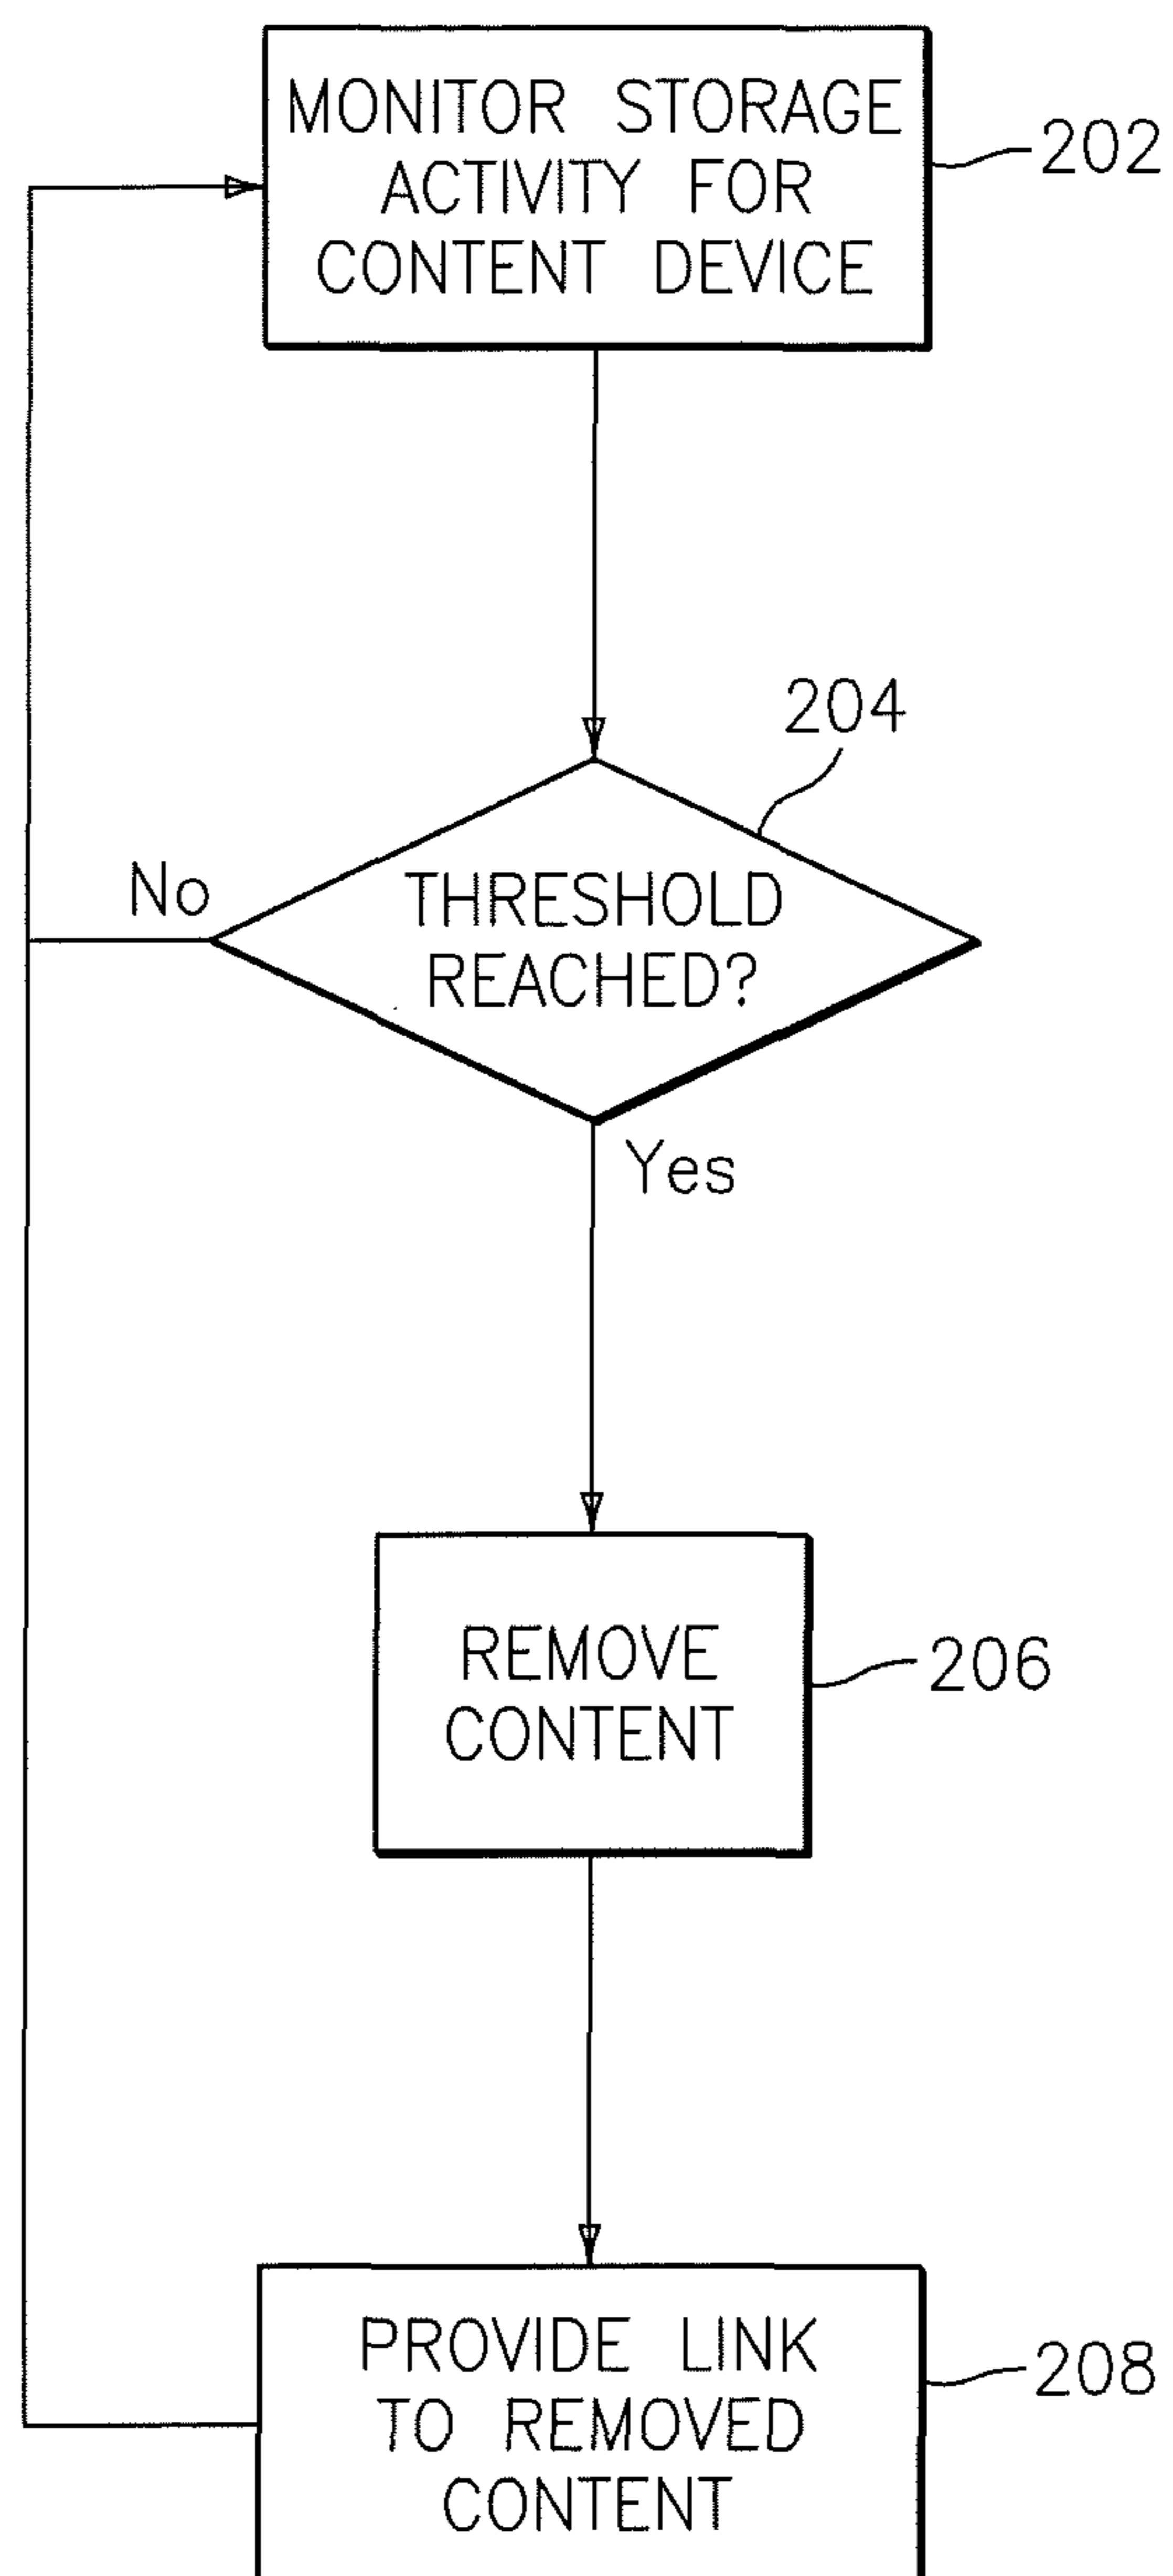 MONITOR STORAGE
ACTIVITY FOR
CONTENT DEVICE
202
204
No
THRESHOLD
REACHED?
Yes
REMOVE
CONTENT
206
PROVIDE LINK
TO REMOVED
CONTENT
208